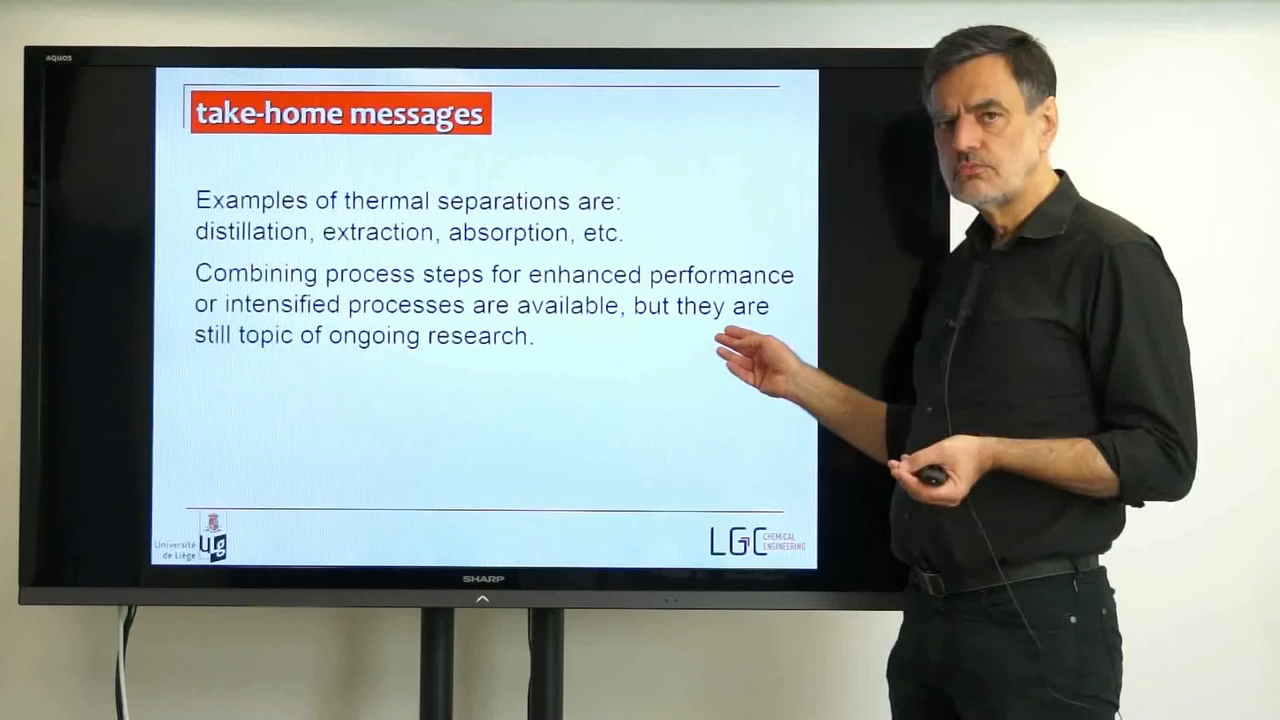 AQUOS
take-home messages
Examples of thermal separations are:
distillation, extraction, absorption, etc.
Combining process steps for enhanced performance
or intensified processes are available, but they are
still topic of ongoing research.
Université
de Liège
ULg
LGC CHEMICAL
ENGINEERING
SHARP